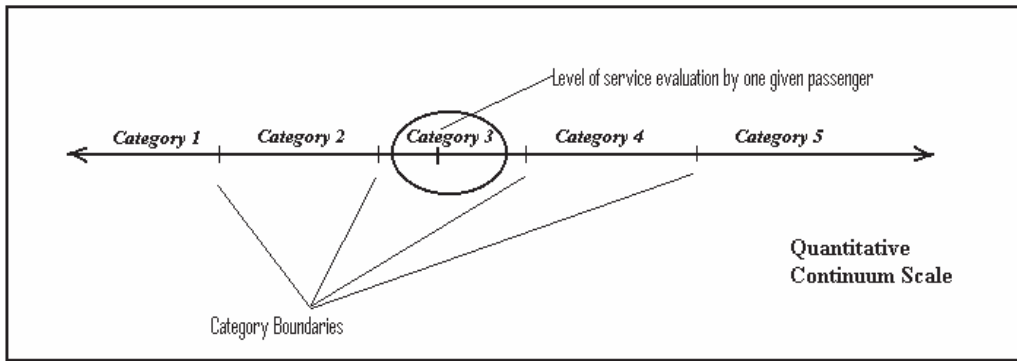 Level of service evaluation by one given passenger
Category 1 Category 2 Category 3 Category 4 Category 5
Quantitative
Continuum Scale
Category Boundaries